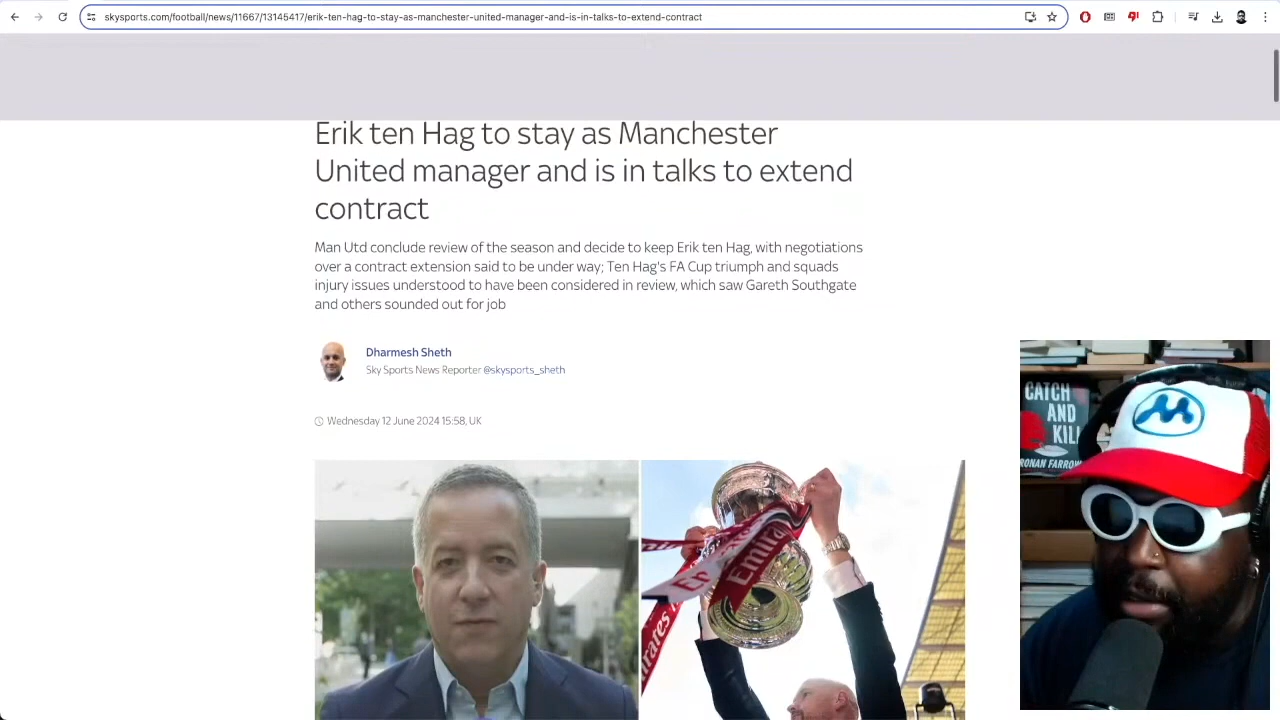 skysports.com/football/news/11667/13145417/erik-ten-hag-to-stay-as-manchester-united-manager-and-is-in-talks-to-extend-contract
Erik ten Hag to stay as Manchester
United manager and is in talks to extend
contract
Man Utd conclude review of the season and decide to keep Erik ten Hag, with negotiations
over a contract extension said to be under way; Ten Hag's FA Cup triumph and squads
injury issues understood to have been considered in review, which saw Gareth Southgate
and others sounded out for job
Dharmesh Sheth
Sky Sports News Reporter @skysports_sheth
Wednesday 12 June 2024 15:58, UK
CATCH
AND
KILL
RONAN FARROW
Emira
irates